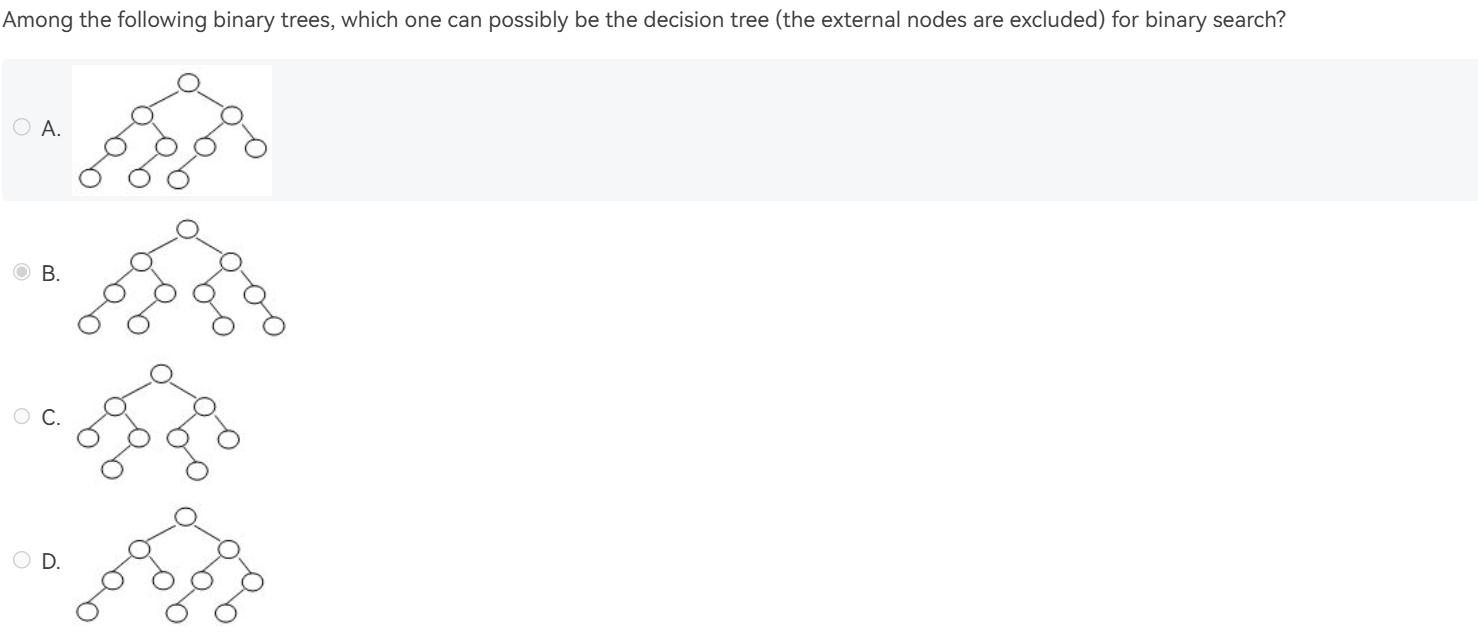 Among the following binary trees, which one can possibly be the decision tree (the external nodes are excluded) for binary search?
A.
B.
C.
D.